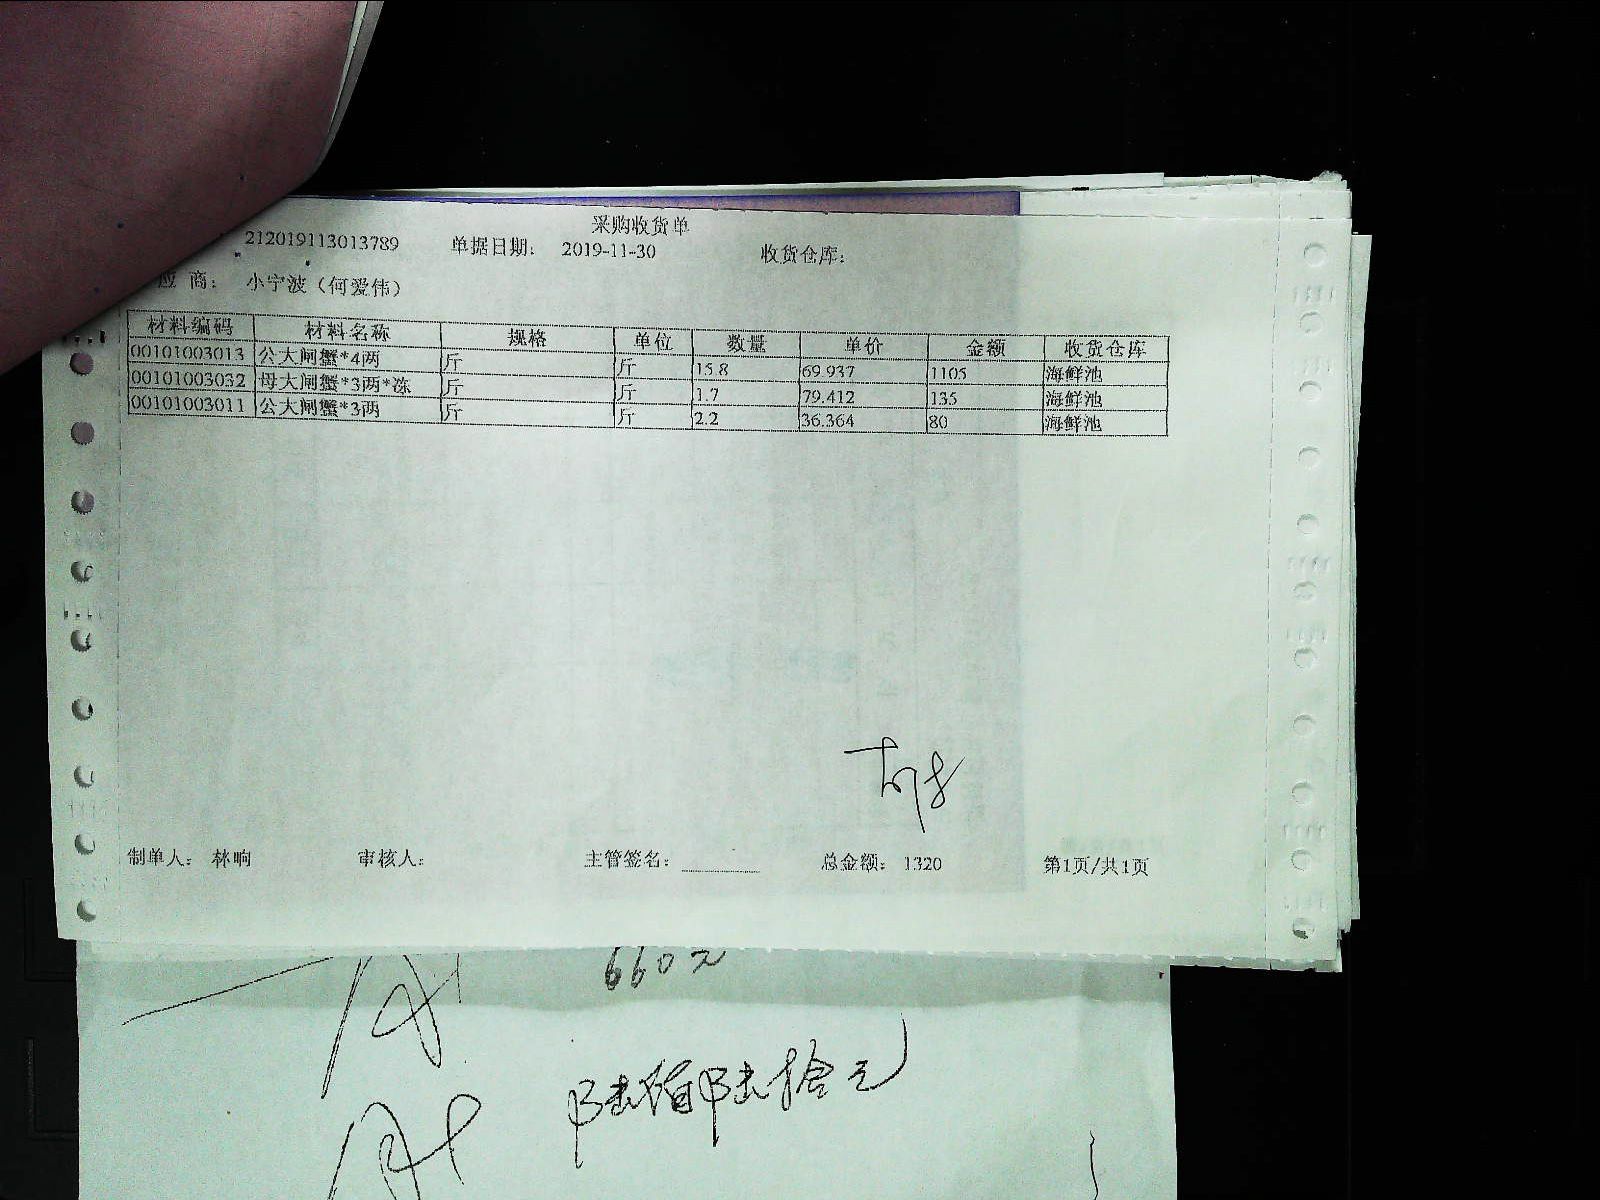 采购收货单
212019113013789 单据日期: 2019-11-30 收货仓库:
应 商: 小宁波（何爱伟）
材料编码 材料名称 规格 单位 数量 单价 金额 收货仓库
00101003013 公大闸蟹*4两 斤 斤 15.8 69.937 1105 海鲜池
00101003032 母大闸蟹*3两*冻 斤 斤 1.7 79.412 135 海鲜池
00101003011 公大闸蟹*3两 斤 斤 2.2 36.364 80 海鲜池
制单人: 林响 审核人: 主管签名: 总金额: 1320 第1页/共1页
660元
陆佰陆拾元